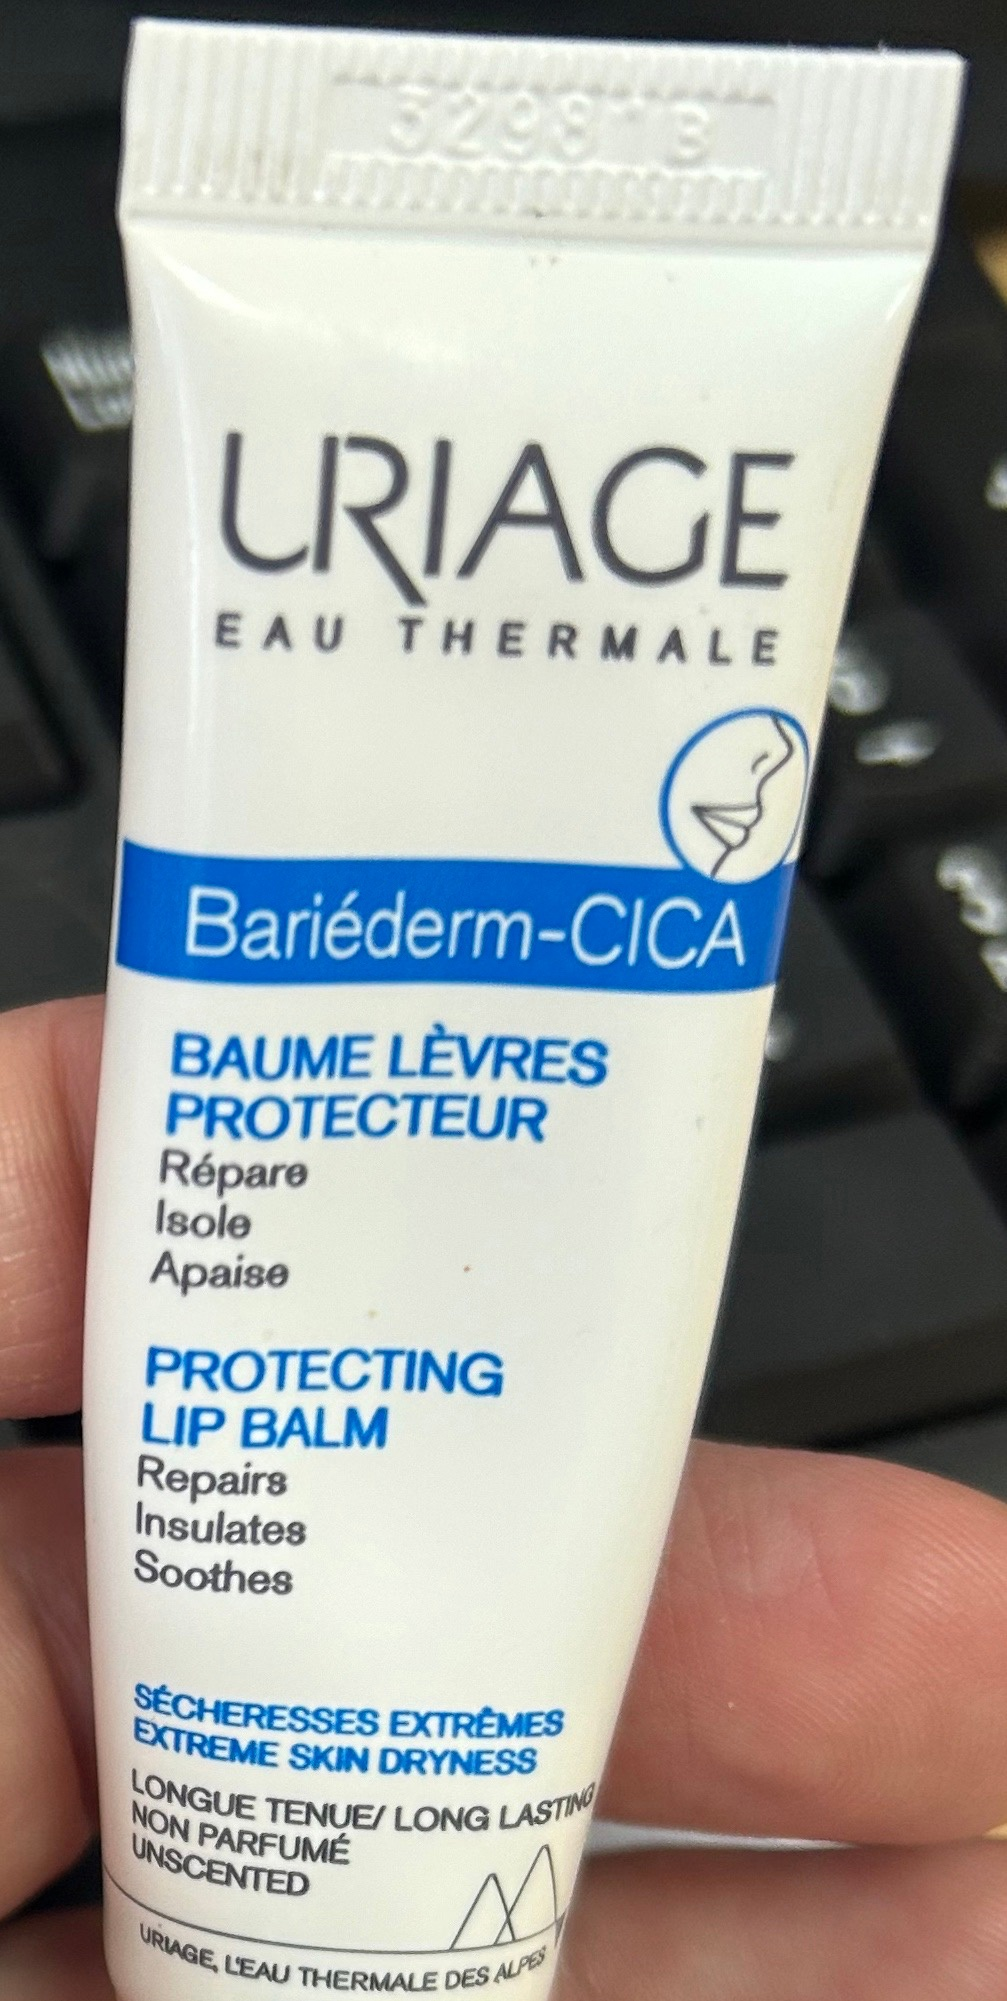 URIAGE
EAU THERMALE
Bariéderm-CICA
BAUME LÈVRES
PROTECTEUR
Répare
Isole
Apaise
PROTECTING
LIP BALM
Repairs
Insulates
Soothes
SÉCHERESSES EXTRÊMES
EXTREME SKIN DRYNESS
LONGUE TENUE/ LONG LASTING
NON PARFUMÉ
UNSCENTED
URIAGE, L'EAU THERMALE DES ALPES